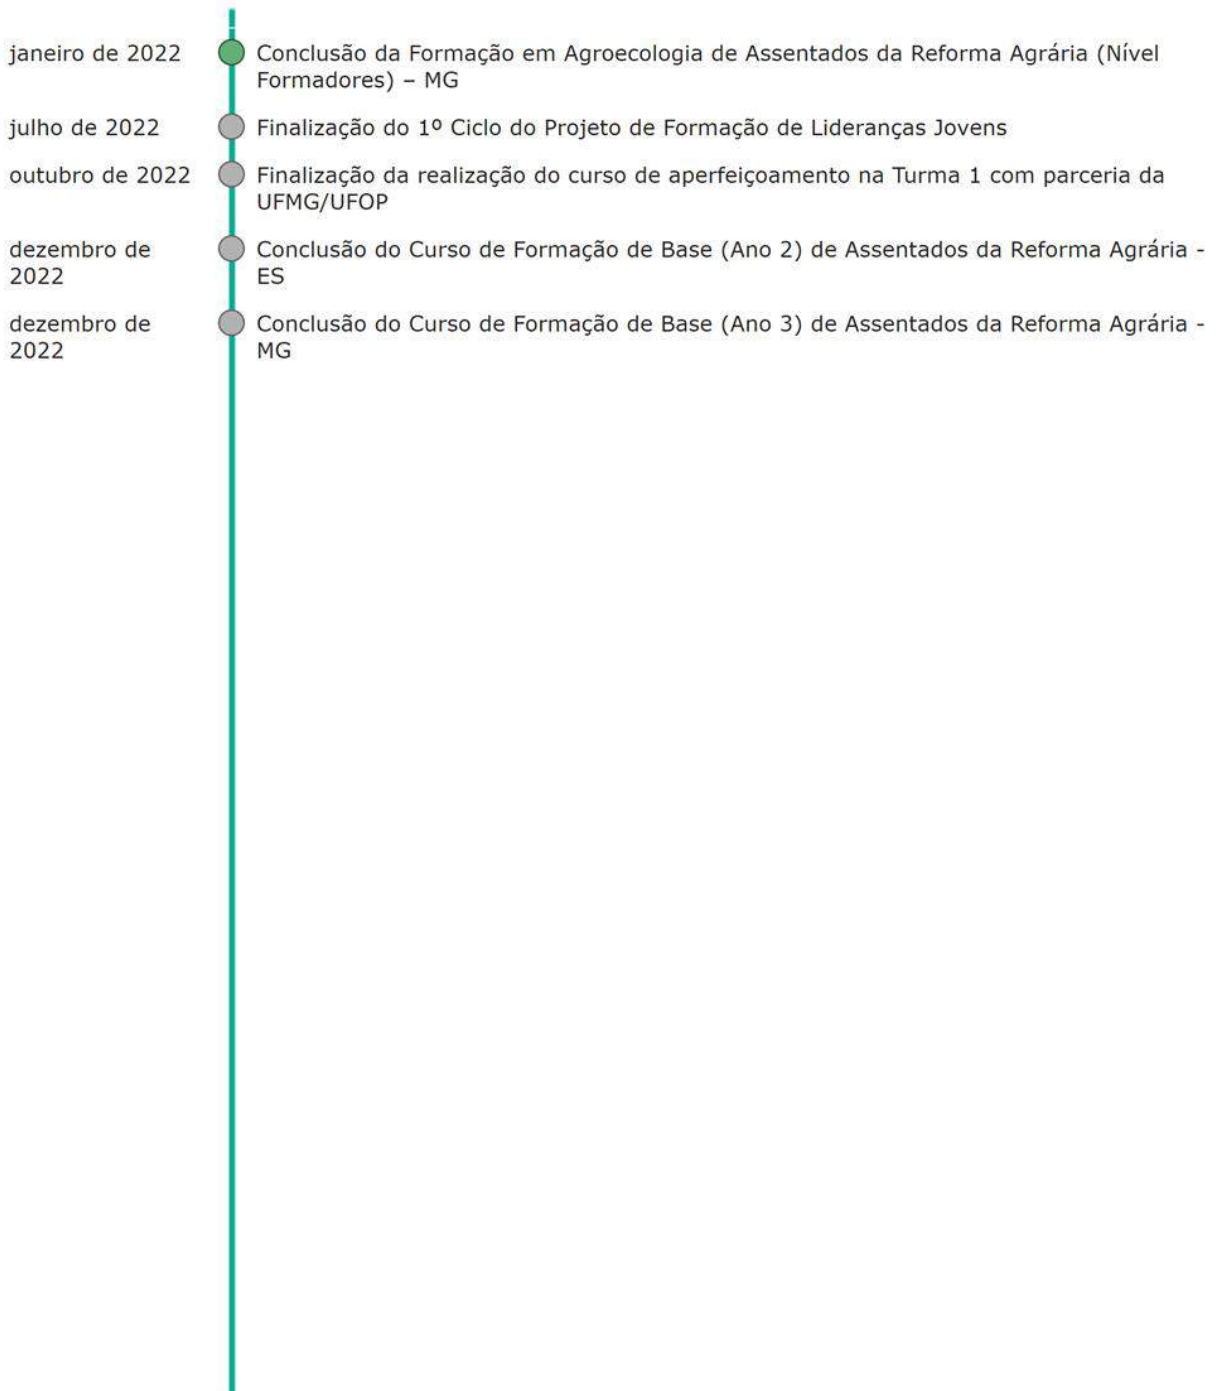 janeiro de 2022 Conclusão da Formação em Agroecologia de Assentados da Reforma Agrária (Nível
Formadores) – MG
julho de 2022 Finalização do 1º Ciclo do Projeto de Formação de Lideranças Jovens
outubro de 2022 Finalização da realização do curso de aperfeiçoamento na Turma 1 com parceria da
UFMG/UFOP
dezembro de Conclusão do Curso de Formação de Base (Ano 2) de Assentados da Reforma Agrária -
2022 ES
dezembro de Conclusão do Curso de Formação de Base (Ano 3) de Assentados da Reforma Agrária -
2022 MG